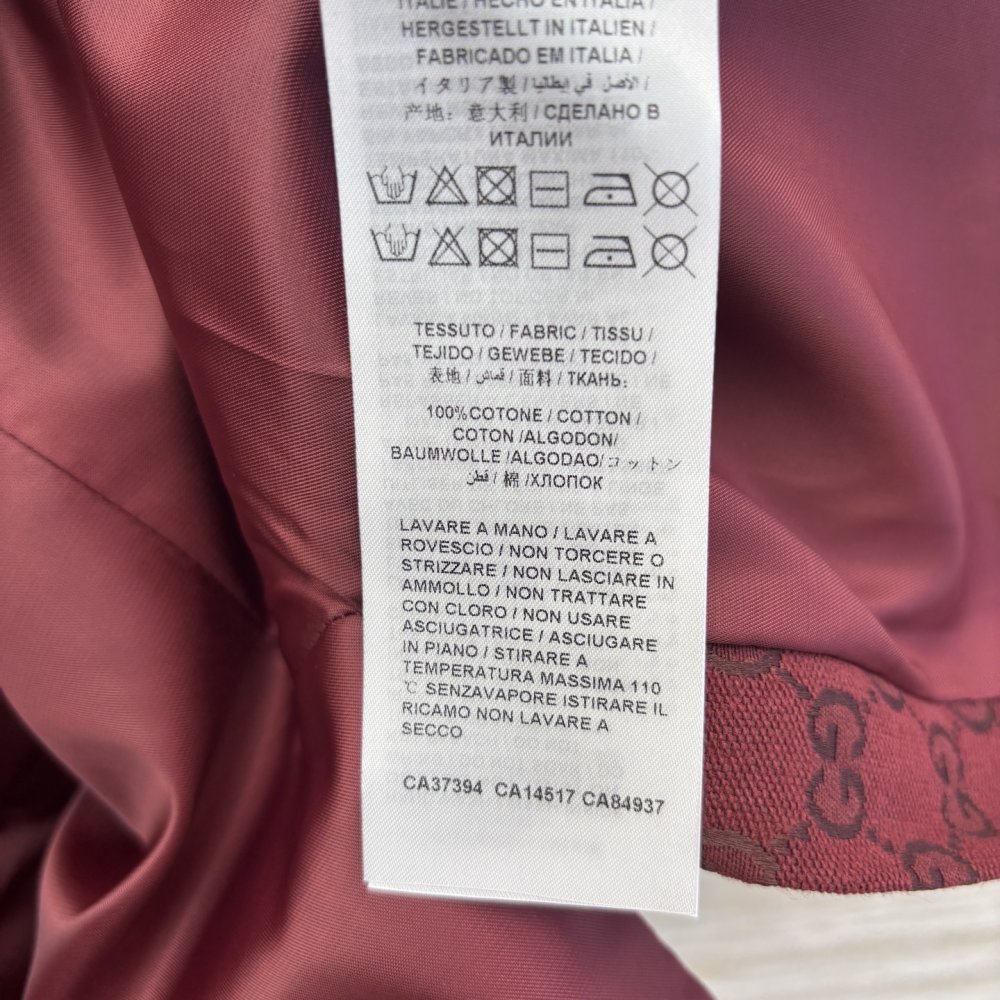 ITALIE / HECHO EN ITALIA /
HERGESTELLT IN ITALIEN /
FABRICADO EM ITALIA /
イタリア製 / الأصل في إيطاليا /
产地: 意大利 / СДЕЛАНО В
ИТАЛИИ
TESSUTO / FABRIC / TISSU /
TEJIDO / GEWEBE / TECIDO /
表地 / قماش / 面料 / ТКАНЬ:
100%COTONE / COTTON /
COTON /ALGODON/
BAUMWOLLE /ALGODAO/コットン
قطن / 棉 /ХЛОПОК
LAVARE A MANO / LAVARE A
ROVESCIO / NON TORCERE O
STRIZZARE / NON LASCIARE IN
AMMOLLO / NON TRATTARE
CON CLORO / NON USARE
ASCIUGATRICE / ASCIUGARE
IN PIANO / STIRARE A
TEMPERATURA MASSIMA 110
℃ SENZAVAPORE ISTIRARE IL
RICAMO NON LAVARE A
SECCO
CA37394 CA14517 CA84937